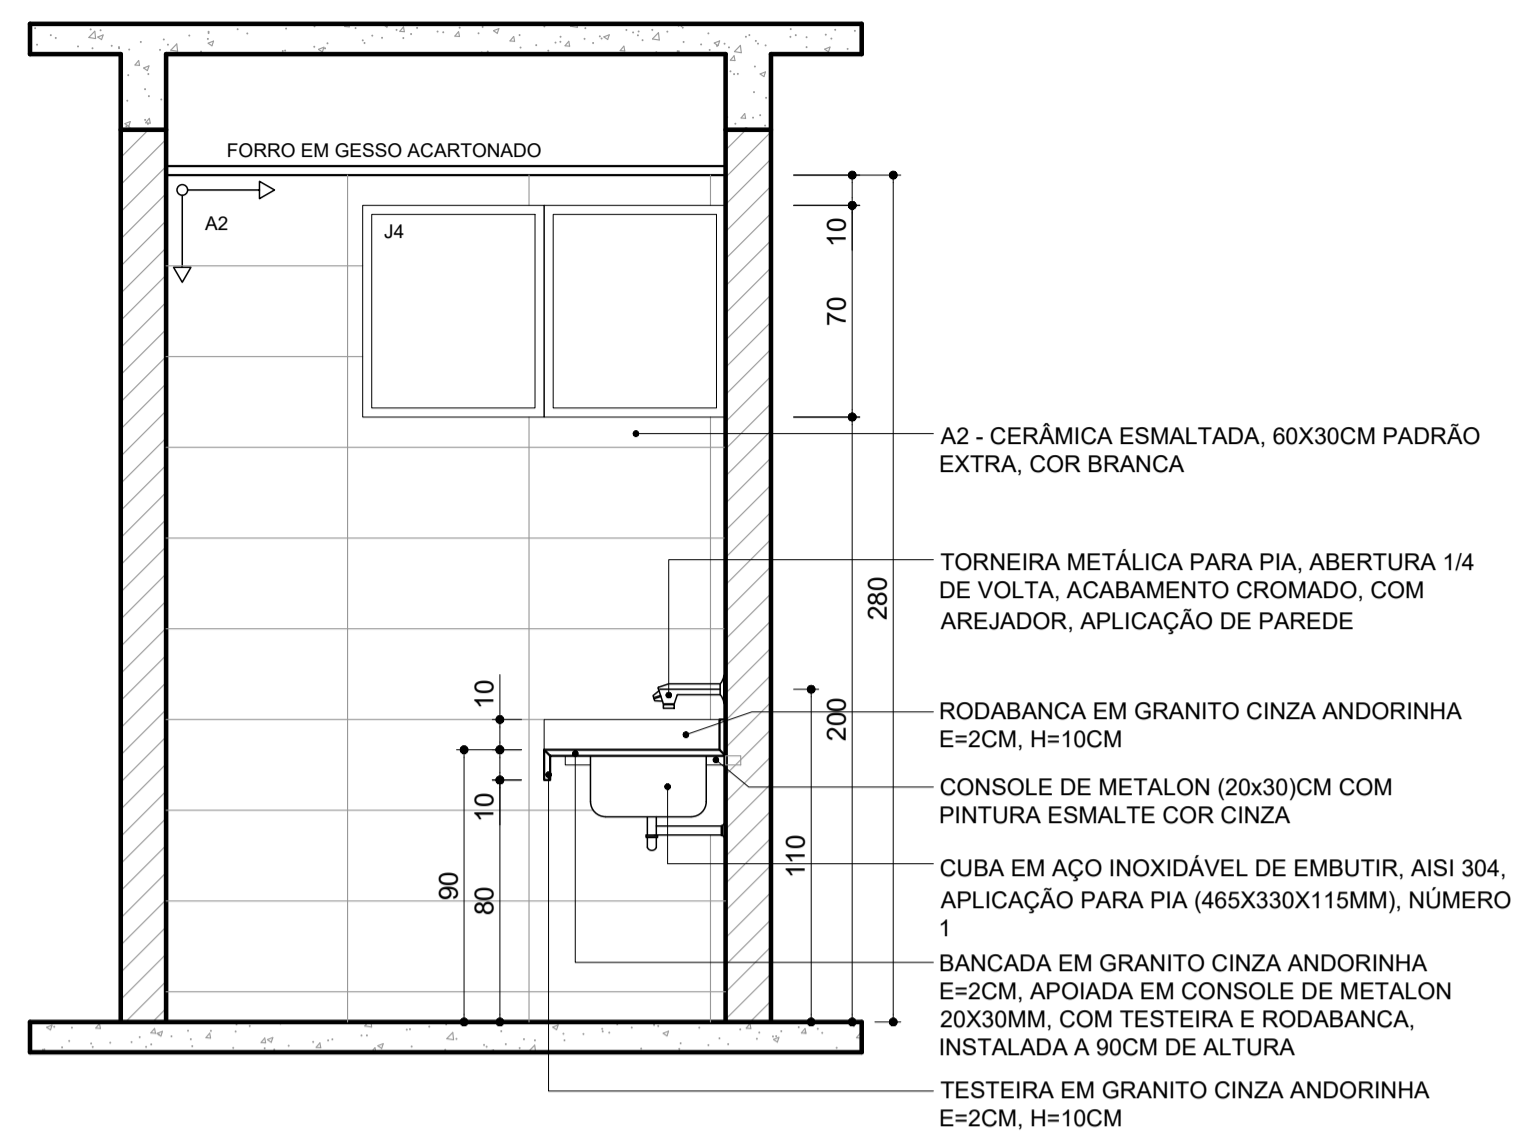 FORRO EM GESSO ACARTONADO
A2
J4
10
70
A2 - CERÂMICA ESMALTADA, 60X30CM PADRÃO
EXTRA, COR BRANCA
TORNEIRA METÁLICA PARA PIA, ABERTURA 1/4
DE VOLTA, ACABAMENTO CROMADO, COM
AREJADOR, APLICAÇÃO DE PAREDE
280
10
200
RODABANCA EM GRANITO CINZA ANDORINHA
E=2CM, H=10CM
CONSOLE DE METALON (20x30)CM COM
PINTURA ESMALTE COR CINZA
10
110
90
80
CUBA EM AÇO INOXIDÁVEL DE EMBUTIR, AISI 304,
APLICAÇÃO PARA PIA (465X330X115MM), NÚMERO
1
BANCADA EM GRANITO CINZA ANDORINHA
E=2CM, APOIADA EM CONSOLE DE METALON
20X30MM, COM TESTEIRA E RODABANCA,
INSTALADA A 90CM DE ALTURA
TESTEIRA EM GRANITO CINZA ANDORINHA
E=2CM, H=10CM